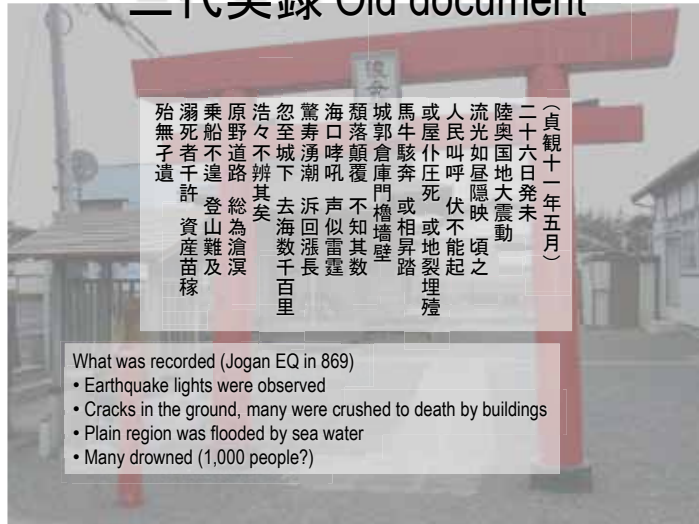 三代実録 Old document
（貞観十一年五月）
二十六日発未
陸奥国地大震動
流光如昼隠映 頃之
人民叫呼 伏不能起
或屋仆圧死 或地裂埋殪
馬牛駭奔 或相昇踏
城郭倉庫門櫓墻壁
頽落顛覆 不知其数
海口哮吼 声似雷霆
驚寿湧潮 泝回漲長
忽至城下 去海数千百里
浩々不辨其矣
原野道路 総為滄溟
乗船不遑 登山難及
溺死者千許 資産苗稼
殆無孑遺
What was recorded (Jogan EQ in 869)
• Earthquake lights were observed
• Cracks in the ground, many were crushed to death by buildings
• Plain region was flooded by sea water
• Many drowned (1,000 people?)